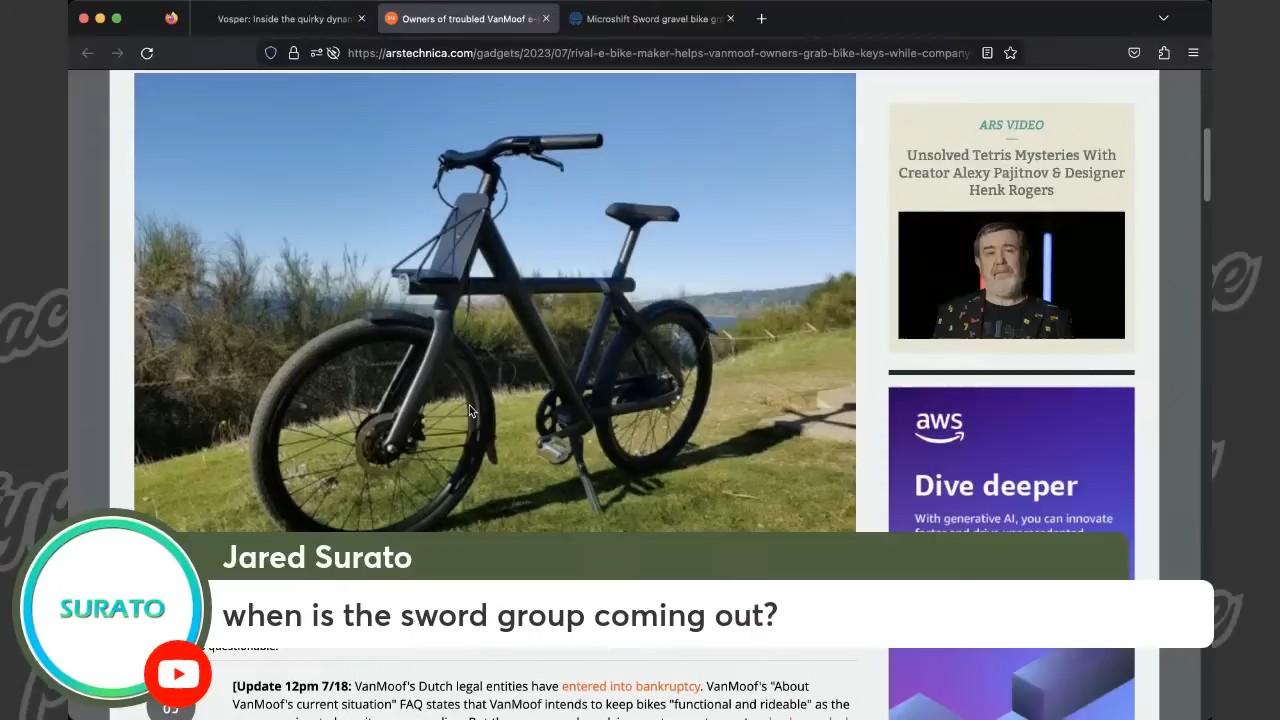 Vosper: Inside the quirky dynam
Owners of troubled VanMoof e-
Microshift Sword gravel bike gr
https://arstechnica.com/gadgets/2023/07/rival-e-bike-maker-helps-vanmoof-owners-grab-bike-keys-while-company
ARS VIDEO
Unsolved Tetris Mysteries With
Creator Alexy Pajitnov & Designer
Henk Rogers
aws
Dive deeper
With generative AI, you can innovate
Jared Surato
SURATO
when is the sword group coming out?
questionable.
[Update 12pm 7/18: VanMoof's Dutch legal entities have entered into bankruptcy. VanMoof's "About
VanMoof's current situation" FAQ states that VanMoof intends to keep bikes "functional and rideable" as the